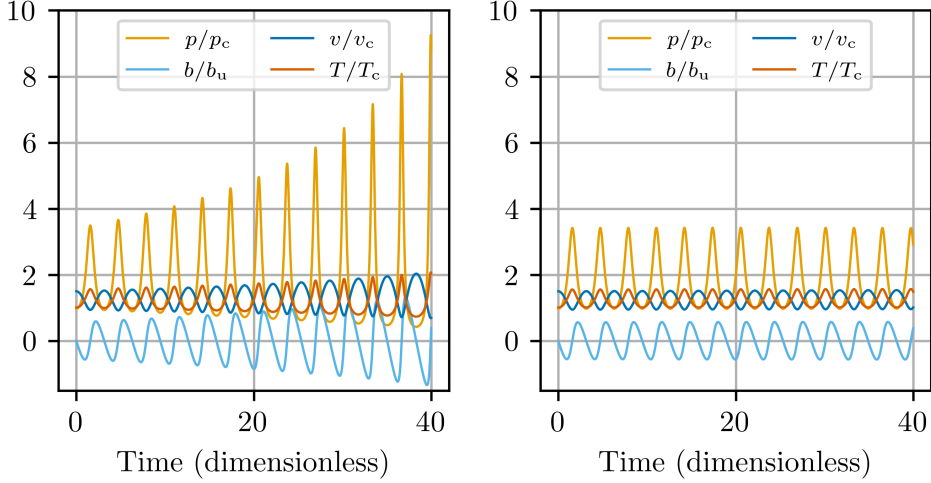 10
8
6
4
2
0
p/p_c
v/v_c
b/b_u
T/T_c
0
20
40
Time (dimensionless)
10
8
6
4
2
0
p/p_c
v/v_c
b/b_u
T/T_c
0
20
40
Time (dimensionless)